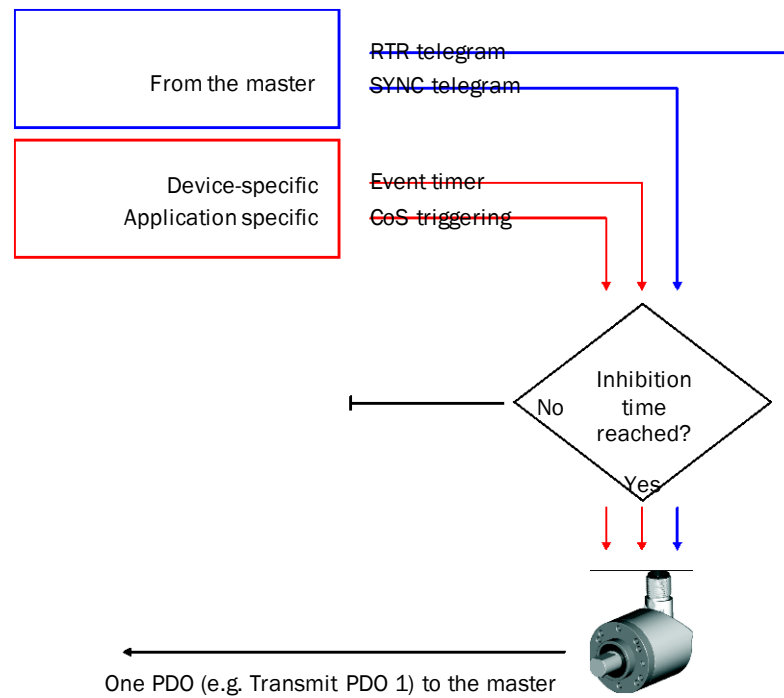 RTR telegram
From the master
SYNC telegram
Device-specific
Event timer
Application specific
CoS triggering
Inhibition
time
reached?
No
Yes
One PDO (e.g. Transmit PDO 1) to the master